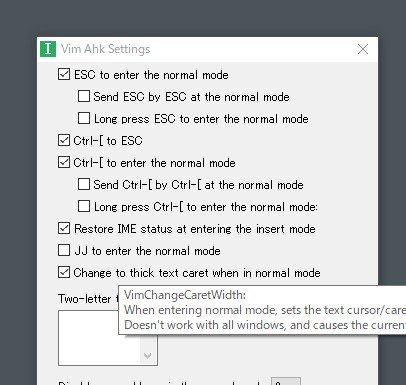 Vim Ahk Settings
ESC to enter the normal mode
Send ESC by ESC at the normal mode
Long press ESC to enter the normal mode
Ctrl-[ to ESC
Ctrl-[ to enter the normal mode
Send Ctrl-[ by Ctrl-[ at the normal mode
Long press Ctrl-[ to enter the normal mode:
Restore IME status at entering the insert mode
JJ to enter the normal mode
Change to thick text caret when in normal mode
Two-letter
VimChangeCaretWidth:
When entering normal mode, sets the text cursor/care
Doesn't work with all windows, and causes the current